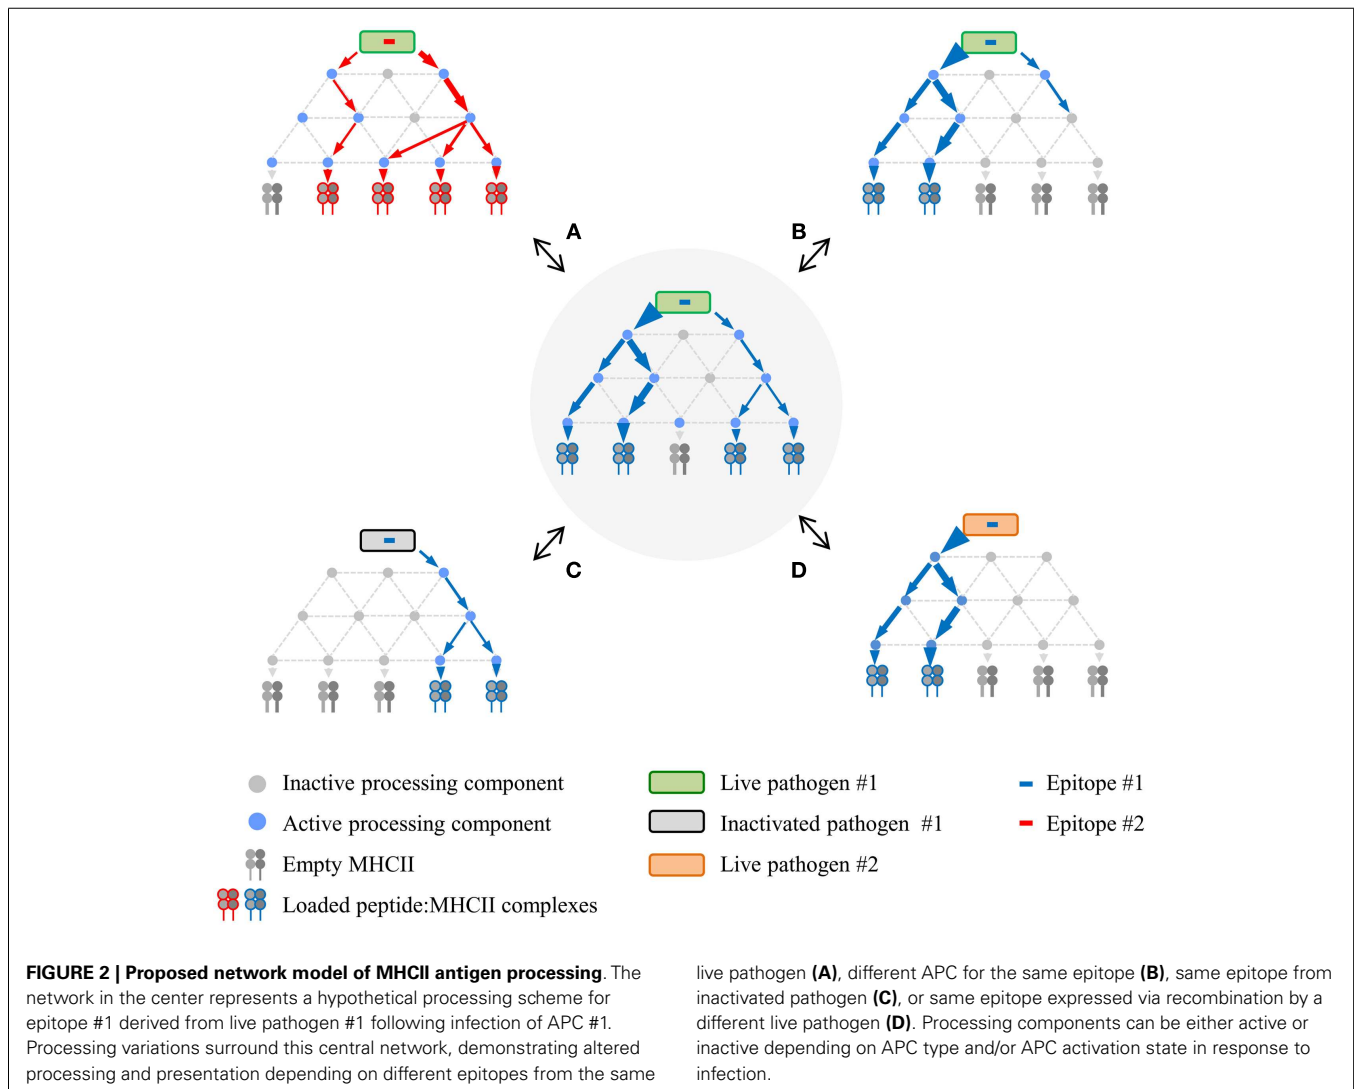 A
B
C
D
Inactive processing component
Active processing component
Empty MHCII
Loaded peptide:MHCII complexes
Live pathogen #1
Inactivated pathogen #1
Live pathogen #2
Epitope #1
Epitope #2
FIGURE 2 | Proposed network model of MHCII antigen processing. The
network in the center represents a hypothetical processing scheme for
epitope #1 derived from live pathogen #1 following infection of APC #1.
Processing variations surround this central network, demonstrating altered
processing and presentation depending on different epitopes from the same
live pathogen (A), different APC for the same epitope (B), same epitope from
inactivated pathogen (C), or same epitope expressed via recombination by a
different live pathogen (D). Processing components can be either active or
inactive depending on APC type and/or APC activation state in response to
infection.